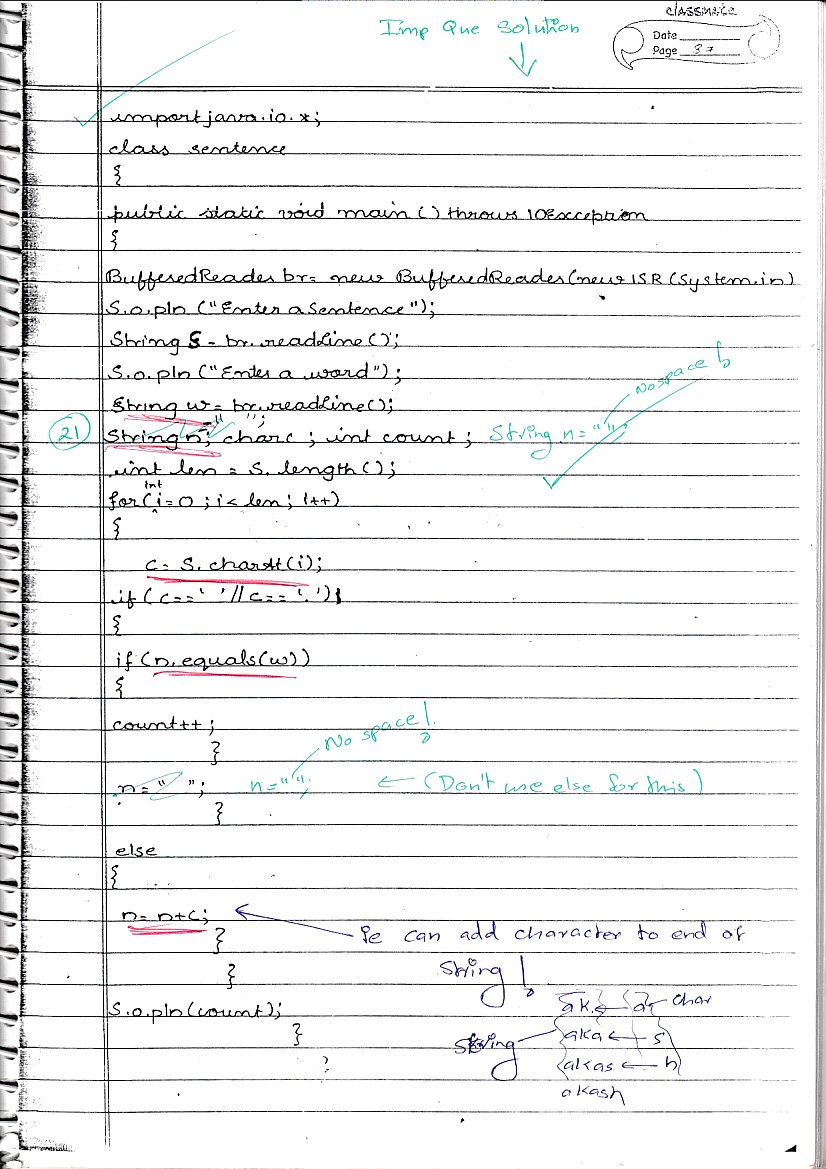 classmate
Imp Que Solution
Date
Page 87
import java.io.*;
class sentence
{
public static void main () throws IOException
{
BufferedReader br= new BufferedReader(new ISR (System.in)
S.o.pln ("Enter a Sentence");
String S = br.readLine ();
S.o.pln ("Enter a word");
No space !
String w= br.readLine();
21 String n=" "; char c ; int count ; String n="";
int len = S.length();
for(int i=0 ; i< len; i++)
{
c= S.charAt(i);
if ( c==' ' || c== '.')
{
if (n.equals(w))
{
count++;
No space !
}
n=" "; n=""; ← (Don't use else for this)
}
else
{
n= n+c;
} Ie can add character to end of
} String !
S.o.pln(count);
ak a char
} String aka ← s
} akas ← h
akash